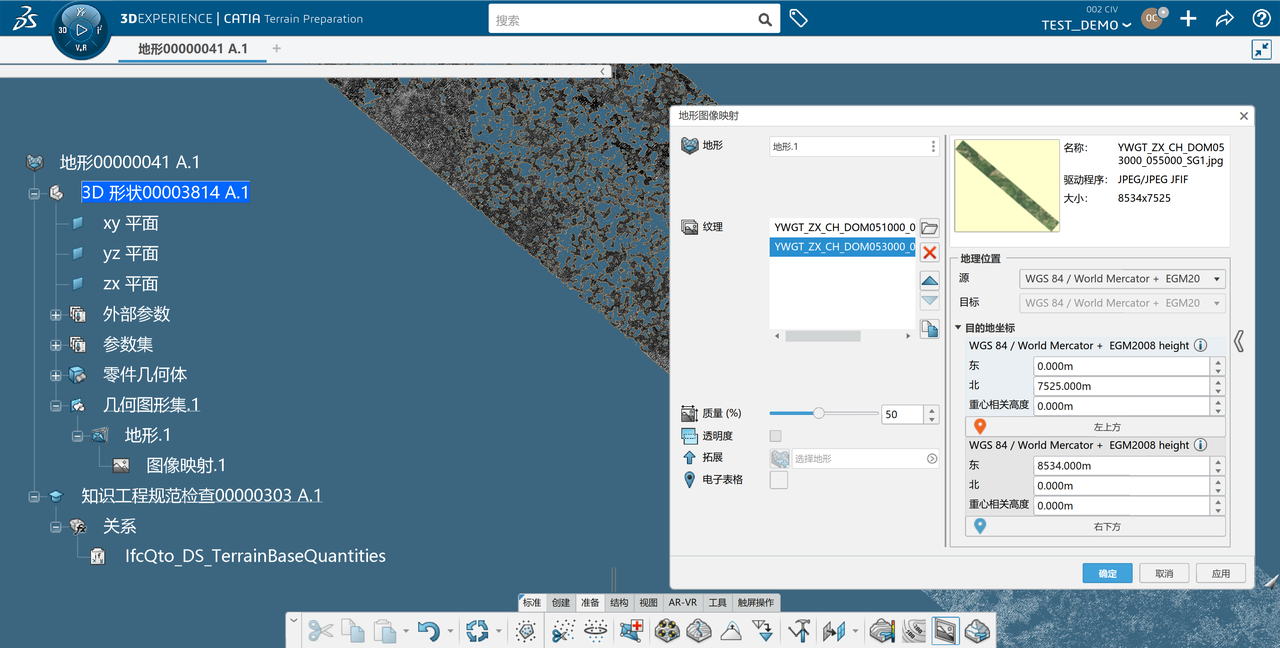 3DEXPERIENCE | CATIA Terrain Preparation
搜索
002 CIV
TEST_DEMO
OC
3D
V.R
地形00000041 A.1
地形00000041 A.1
3D 形状00003814 A.1
xy 平面
yz 平面
zx 平面
外部参数
参数集
零件几何体
几何图形集.1
地形.1
图像映射.1
知识工程规范检查00000303 A.1
关系
IfcQto_DS_TerrainBaseQuantities
地形图像映射
地形
地形.1
纹理
YWGT_ZX_CH_DOM051000_0
YWGT_ZX_CH_DOM053000_0
质量 (%)
50
透明度
拓展
选择地形
电子表格
名称:
YWGT_ZX_CH_DOM05
3000_055000_SG1.jpg
驱动程序:
JPEG/JPEG JFIF
大小:
8534x7525
地理位置
源
WGS 84 / World Mercator + EGM20
目标
WGS 84 / World Mercator + EGM20
目的地坐标
WGS 84 / World Mercator + EGM2008 height
东
0.000m
北
7525.000m
重心相关高度
0.000m
左上方
WGS 84 / World Mercator + EGM2008 height
东
8534.000m
北
0.000m
重心相关高度
0.000m
右下方
确定
取消
应用
标准
创建
准备
结构
视图
AR-VR
工具
触屏操作